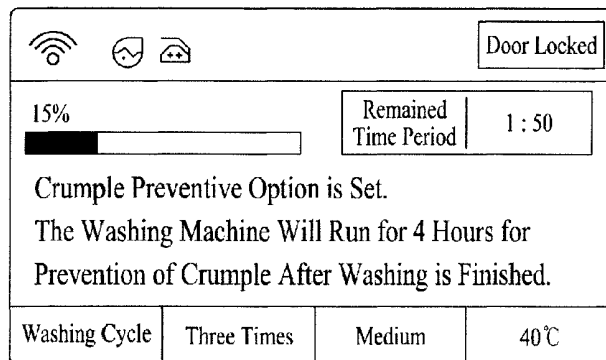 Door Locked
15%
Remained
Time Period
1 : 50
Crumple Preventive Option is Set.
The Washing Machine Will Run for 4 Hours for
Prevention of Crumple After Washing is Finished.
Washing Cycle
Three Times
Medium
40℃